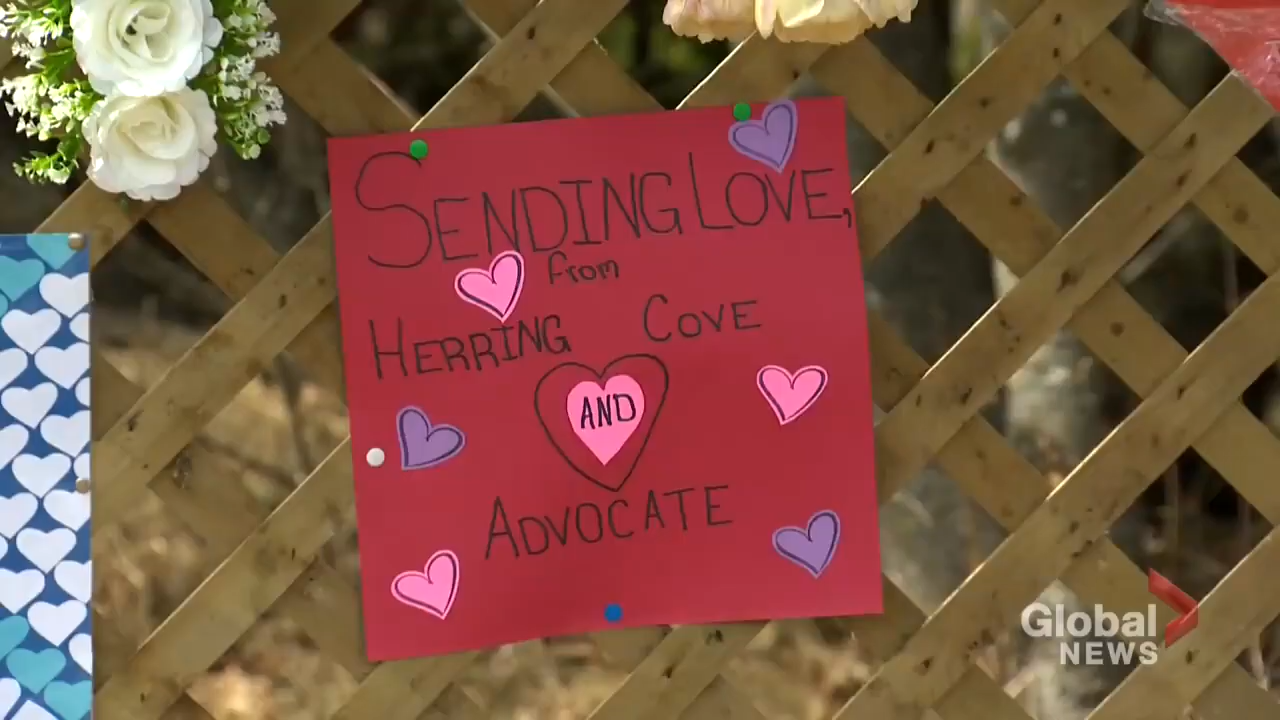 SENDING LOVE,
from
HERRING COVE
AND
ADVOCATE
Global
NEWS